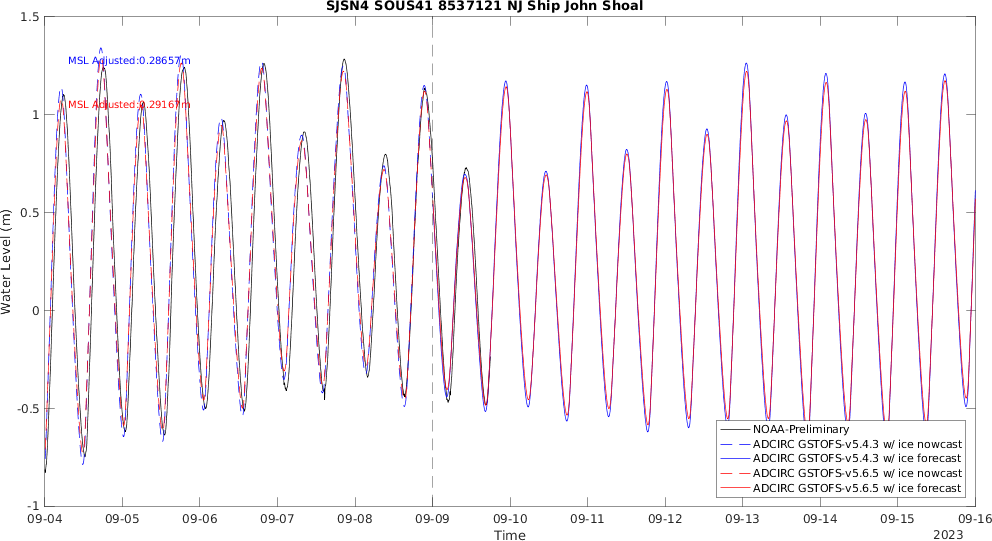 SJSN4 SOUS41 8537121 NJ Ship John Shoal
MSL Adjusted:0.28657m
MSL Adjusted:0.29167m
Water Level (m)
1.5
1
0.5
0
-0.5
-1
NOAA-Preliminary
ADCIRC GSTOFS-v5.4.3 w/ ice nowcast
ADCIRC GSTOFS-v5.4.3 w/ ice forecast
ADCIRC GSTOFS-v5.6.5 w/ ice nowcast
ADCIRC GSTOFS-v5.6.5 w/ ice forecast
09-04 09-05 09-06 09-07 09-08 09-09 09-10 09-11 09-12 09-13 09-14 09-15 09-16
Time
2023